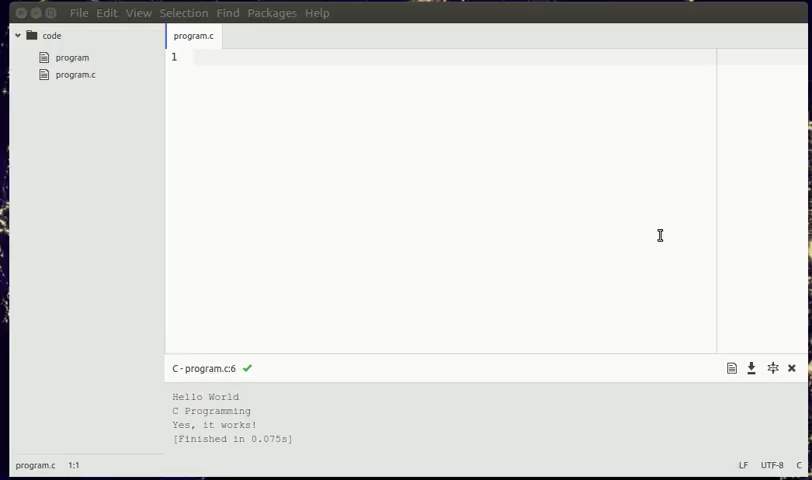 File Edit View Selection Find Packages Help
code
program
program.c
program.c
1
C - program.c:6
Hello World
C Programming
Yes, it works!
[Finished in 0.075s]
program.c 1:1
LF UTF-8 C